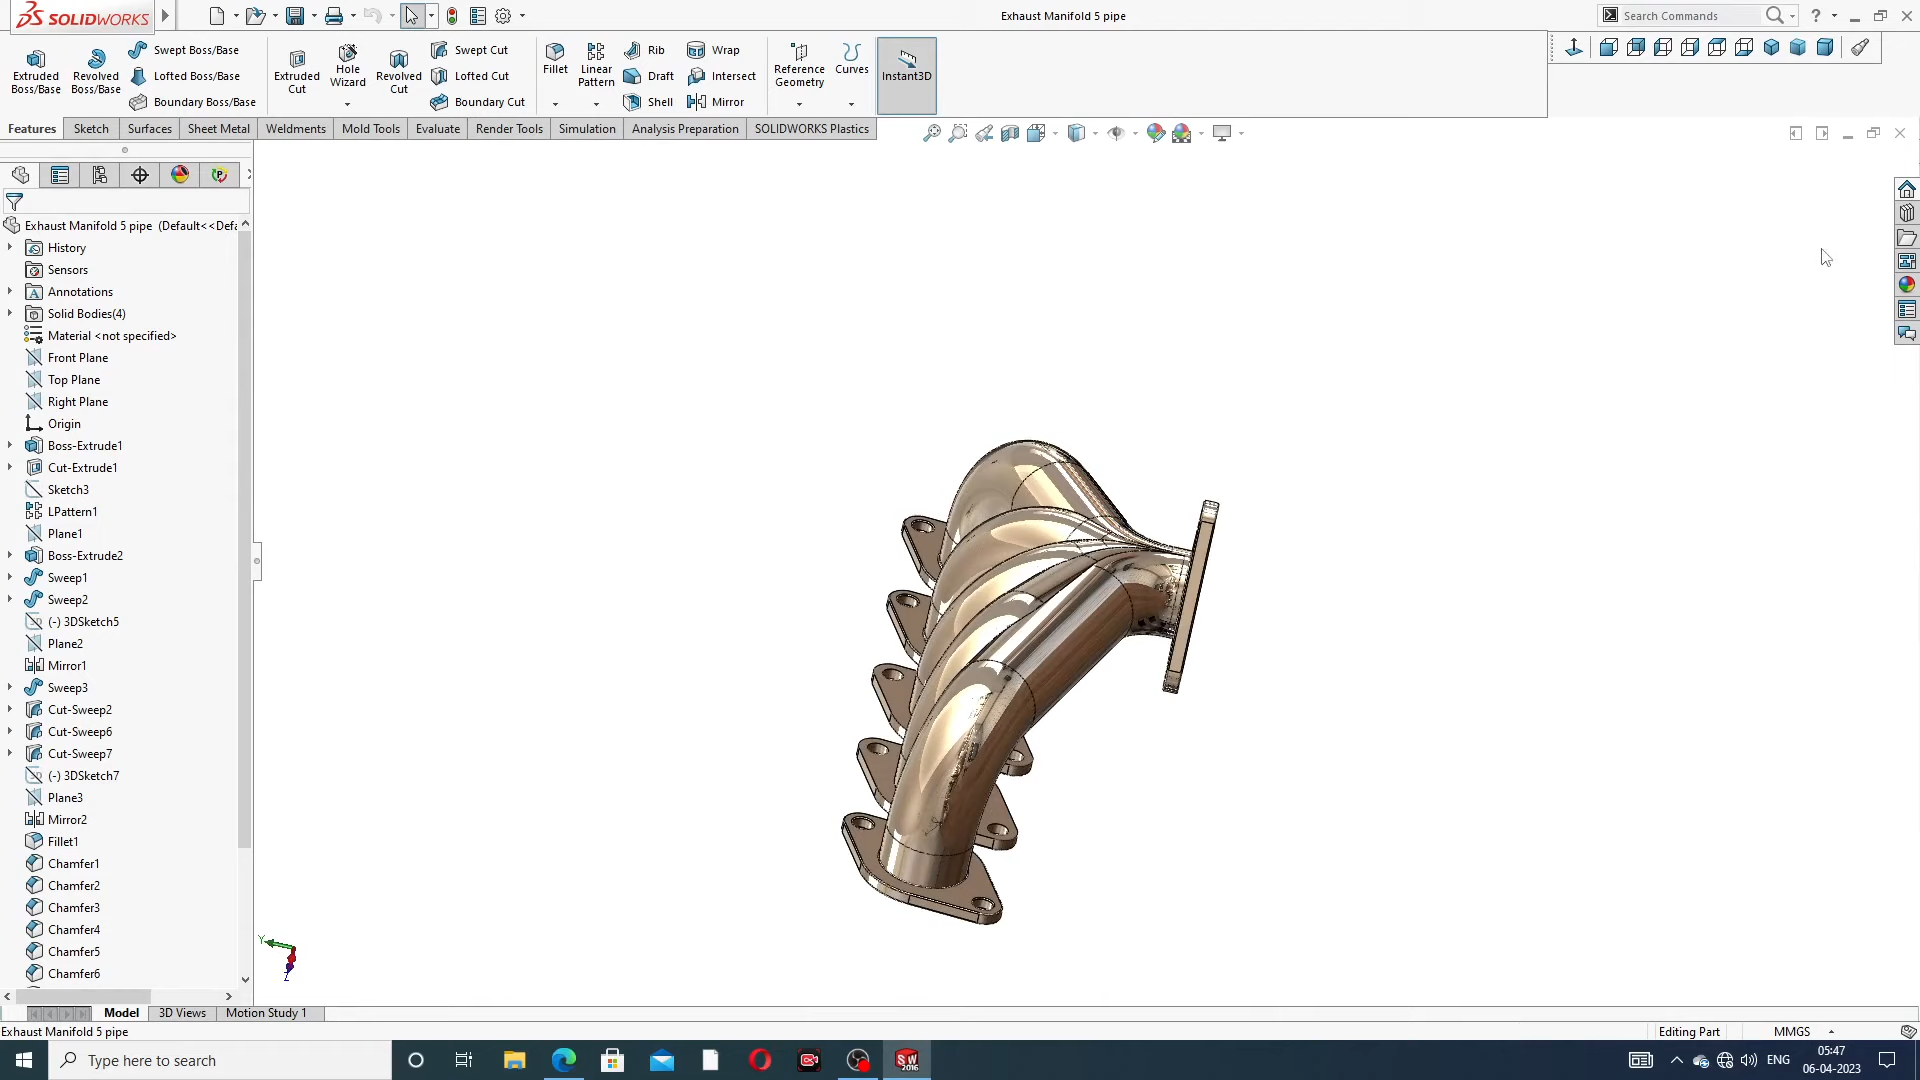 SOLIDWORKS
Exhaust Manifold 5 pipe
Search Commands
?
Extruded Boss/Base
Revolved Boss/Base
Swept Boss/Base
Lofted Boss/Base
Boundary Boss/Base
Extruded Cut
Hole Wizard
Revolved Cut
Swept Cut
Lofted Cut
Boundary Cut
Fillet
Linear Pattern
Rib
Draft
Shell
Wrap
Intersect
Mirror
Reference Geometry
Curves
Instant3D
Features
Sketch
Surfaces
Sheet Metal
Weldments
Mold Tools
Evaluate
Render Tools
Simulation
Analysis Preparation
SOLIDWORKS Plastics
Exhaust Manifold 5 pipe (Default<<Defa
History
Sensors
Annotations
Solid Bodies(4)
Material <not specified>
Front Plane
Top Plane
Right Plane
Origin
Boss-Extrude1
Cut-Extrude1
Sketch3
LPattern1
Plane1
Boss-Extrude2
Sweep1
Sweep2
(-) 3DSketch5
Plane2
Mirror1
Sweep3
Cut-Sweep2
Cut-Sweep6
Cut-Sweep7
(-) 3DSketch7
Plane3
Mirror2
Fillet1
Chamfer1
Chamfer2
Chamfer3
Chamfer4
Chamfer5
Chamfer6
Y
Z
Model
3D Views
Motion Study 1
Exhaust Manifold 5 pipe
Editing Part
MMGS
Type here to search
SW
2016
ENG
05:47
06-04-2023